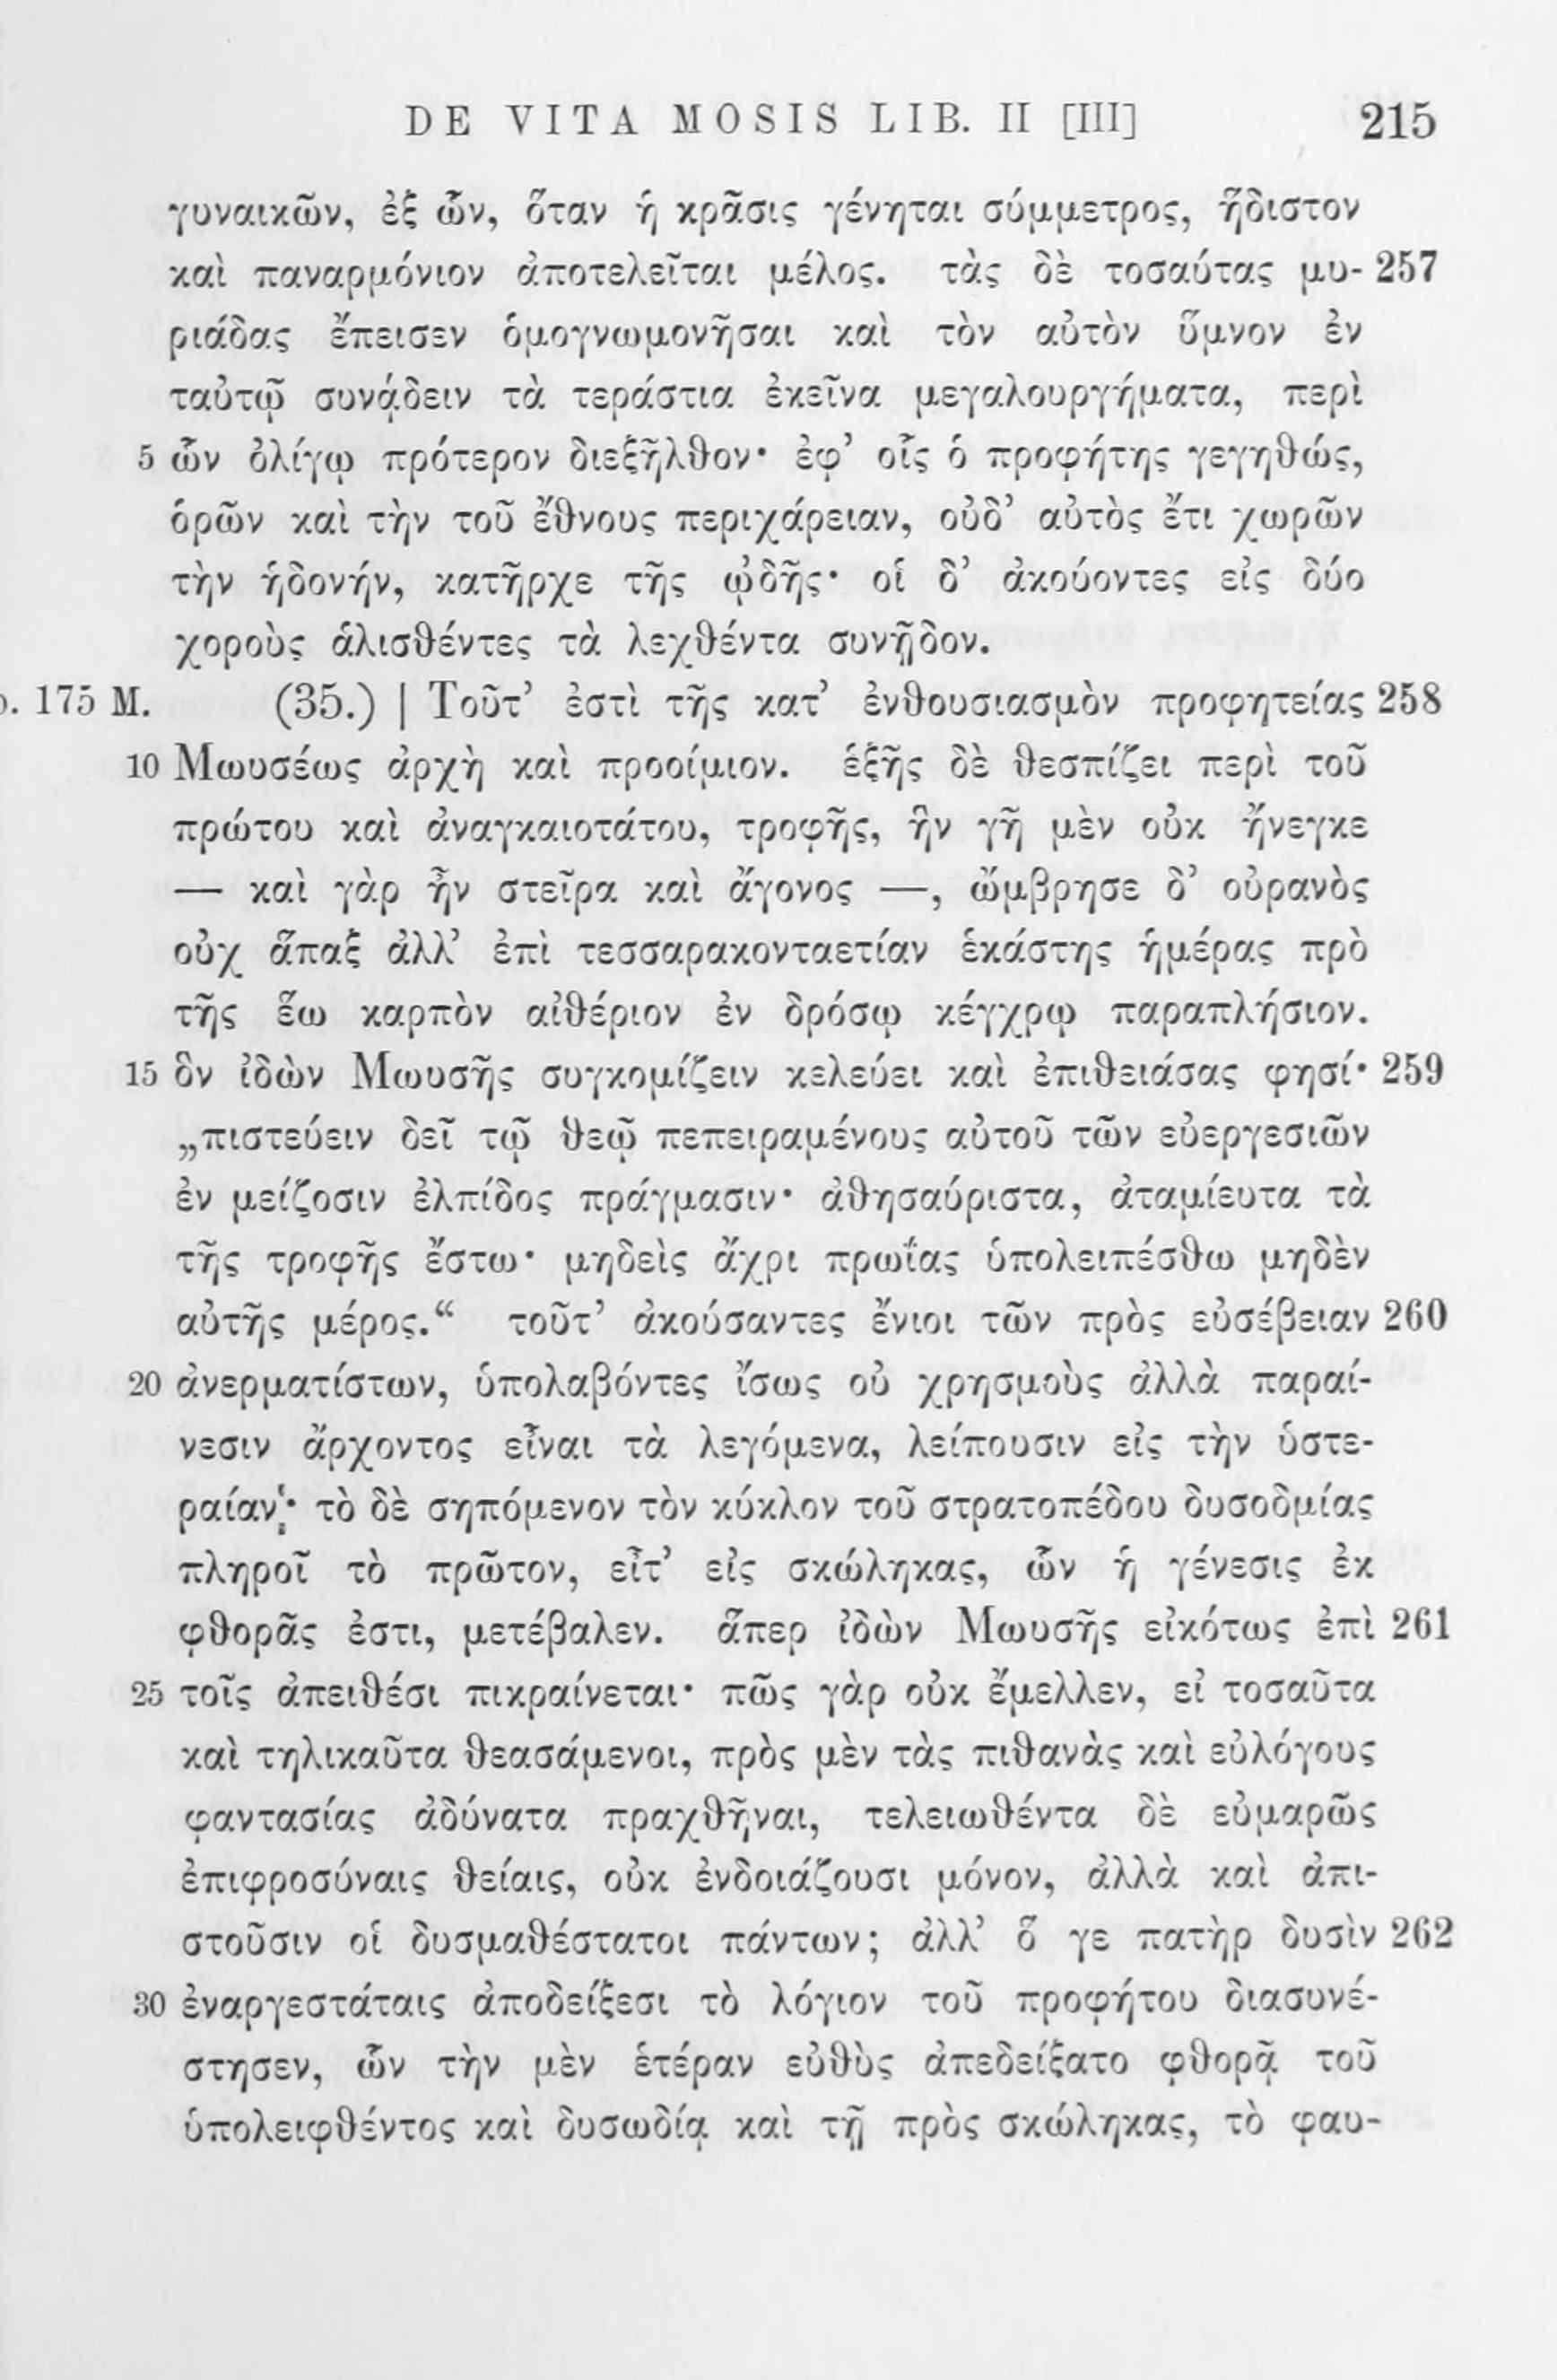 DE VITA MOSIS LIB. II [III] 215
γυναικῶν, ἐξ ὧν, ὅταν ἡ κρᾶσις γένηται σύμμετρος, ἥδιστον
καὶ παναρμόνιον ἀποτελεῖται μέλος. τὰς δὲ τοσαύτας μυ- 257
ριάδας ἔπεισεν ὁμογνωμονῆσαι καὶ τὸν αὐτὸν ὕμνον ἐν
ταὐτῷ συνᾴδειν τὰ τεράστια ἐκεῖνα μεγαλουργήματα, περὶ
5 ὧν ὀλίγῳ πρότερον διεξῆλθον· ἐφ’ οἷς ὁ προφήτης γεγηθώς,
ὁρῶν καὶ τὴν τοῦ ἔθνους περιχάρειαν, οὐδ’ αὐτὸς ἔτι χωρῶν
τὴν ἡδονήν, κατῆρχε τῆς ᾠδῆς· οἱ δ’ ἀκούοντες εἰς δύο
χοροὺς ἁλισθέντες τὰ λεχθέντα συνῇδον.
p. 175 M. (35.) | Τοῦτ’ ἐστὶ τῆς κατ’ ἐνθουσιασμὸν προφητείας 258
10 Μωυσέως ἀρχὴ καὶ προοίμιον. ἑξῆς δὲ θεσπίζει περὶ τοῦ
πρώτου καὶ ἀναγκαιοτάτου, τροφῆς, ἣν γῆ μὲν οὐκ ἤνεγκε
— καὶ γὰρ ἦν στεῖρα καὶ ἄγονος —, ὤμβρησε δ’ οὐρανὸς
οὐχ ἅπαξ ἀλλ’ ἐπὶ τεσσαρακονταετίαν ἑκάστης ἡμέρας πρὸ
τῆς ἕω καρπὸν αἰθέριον ἐν δρόσῳ κέγχρῳ παραπλήσιον.
15 ὃν ἰδὼν Μωυσῆς συγκομίζειν κελεύει καὶ ἐπιθειάσας φησί· 259
„πιστεύειν δεῖ τῷ θεῷ πεπειραμένους αὐτοῦ τῶν εὐεργεσιῶν
ἐν μείζοσιν ἐλπίδος πράγμασιν· ἀθησαύριστα, ἀταμίευτα τὰ
τῆς τροφῆς ἔστω· μηδεὶς ἄχρι πρωΐας ὑπολειπέσθω μηδὲν
αὐτῆς μέρος.“ τοῦτ’ ἀκούσαντες ἔνιοι τῶν πρὸς εὐσέβειαν 260
20 ἀνερματίστων, ὑπολαβόντες ἴσως οὐ χρησμοὺς ἀλλὰ παραί-
νεσιν ἄρχοντος εἶναι τὰ λεγόμενα, λείπουσιν εἰς τὴν ὑστε-
ραίαν· τὸ δὲ σηπόμενον τὸν κύκλον τοῦ στρατοπέδου δυσοδμίας
πληροῖ τὸ πρῶτον, εἶτ’ εἰς σκώληκας, ὧν ἡ γένεσις ἐκ
φθορᾶς ἐστι, μετέβαλεν. ἅπερ ἰδὼν Μωυσῆς εἰκότως ἐπὶ 261
25 τοῖς ἀπειθέσι πικραίνεται· πῶς γὰρ οὐκ ἔμελλεν, εἰ τοσαῦτα
καὶ τηλικαῦτα θεασάμενοι, πρὸς μὲν τὰς πιθανὰς καὶ εὐλόγους
φαντασίας ἀδύνατα πραχθῆναι, τελειωθέντα δὲ εὐμαρῶς
ἐπιφροσύναις θείαις, οὐκ ἐνδοιάζουσι μόνον, ἀλλὰ καὶ ἀπι-
στοῦσιν οἱ δυσμαθέστατοι πάντων; ἀλλ’ ὅ γε πατὴρ δυσὶν 262
30 ἐναργεστάταις ἀποδείξεσι τὸ λόγιον τοῦ προφήτου διασυνέ-
στησεν, ὧν τὴν μὲν ἑτέραν εὐθὺς ἀπεδείξατο φθορᾷ τοῦ
ὑπολειφθέντος καὶ δυσωδίᾳ καὶ τῇ πρὸς σκώληκας, τὸ φαυ-